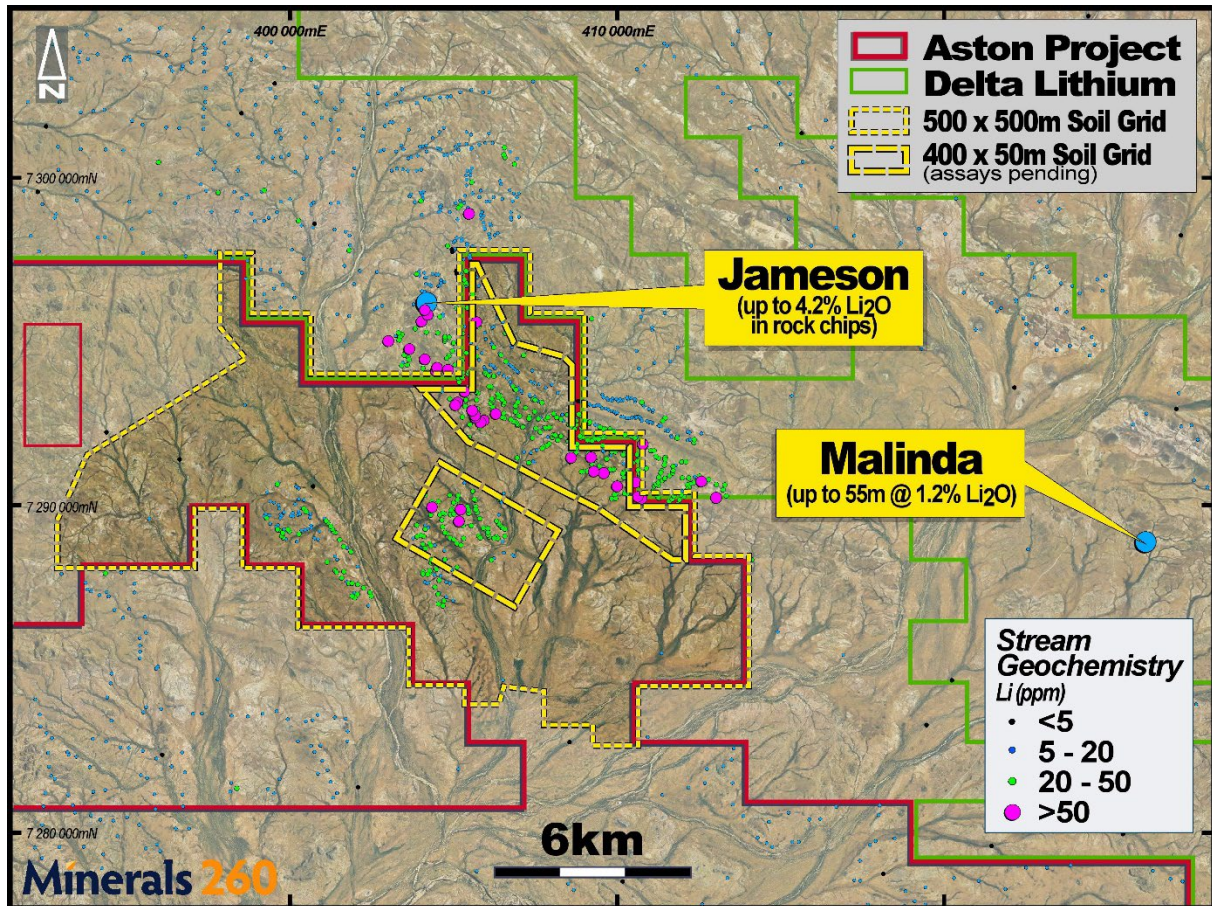 400 000mE
410 000mE
N
Aston Project
Delta Lithium
500 x 500m Soil Grid
400 x 50m Soil Grid
(assays pending)
7 300 000mN
Jameson
(up to 4.2% Li2O
in rock chips)
Malinda
(up to 55m @ 1.2% Li2O)
7 290 000mN
Stream
Geochemistry
Li (ppm)
<5
5 - 20
20 - 50
>50
7 280 000mN
6km
Minerals 260